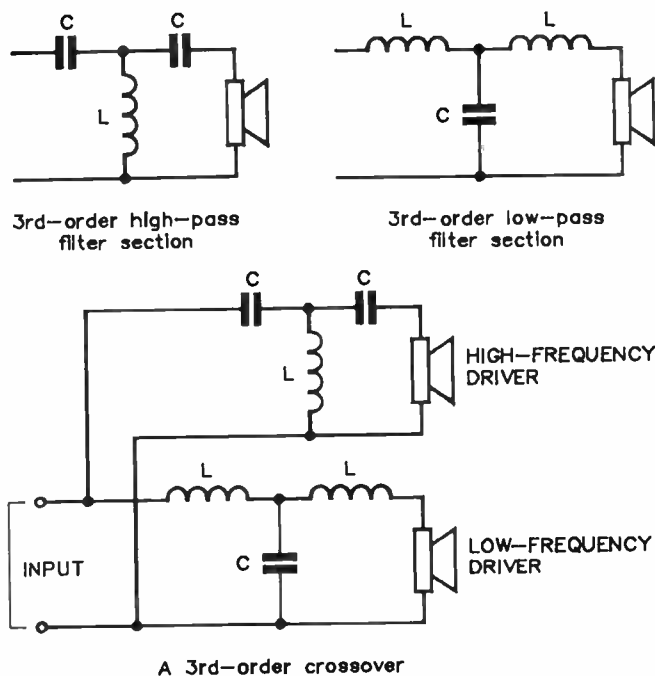 C
C
L
3rd-order high-pass
filter section
L
L
C
3rd-order low-pass
filter section
C
C
L
HIGH-FREQUENCY
DRIVER
L
L
C
INPUT
LOW-FREQUENCY
DRIVER
A 3rd-order crossover